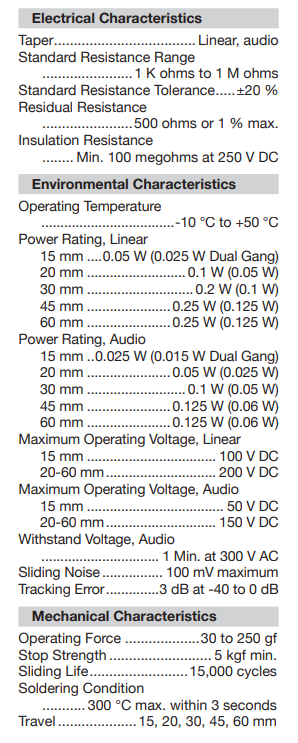 Electrical Characteristics
Taper.................................... Linear, audio
Standard Resistance Range
.......................1 K ohms to 1 M ohms
Standard Resistance Tolerance.....±20 %
Residual Resistance
.......................500 ohms or 1 % max.
Insulation Resistance
........ Min. 100 megohms at 250 V DC
Environmental Characteristics
Operating Temperature
..................................-10 °C to +50 °C
Power Rating, Linear
15 mm ....0.05 W (0.025 W Dual Gang)
20 mm .........................0.1 W (0.05 W)
30 mm ...........................0.2 W (0.1 W)
45 mm .....................0.25 W (0.125 W)
60 mm .....................0.25 W (0.125 W)
Power Rating, Audio
15 mm ..0.025 W (0.015 W Dual Gang)
20 mm .....................0.05 W (0.025 W)
30 mm .........................0.1 W (0.05 W)
45 mm .....................0.125 W (0.06 W)
60 mm .....................0.125 W (0.06 W)
Maximum Operating Voltage, Linear
15 mm ................................. 100 V DC
20-60 mm............................ 200 V DC
Maximum Operating Voltage, Audio
15 mm ................................... 50 V DC
20-60 mm............................ 150 V DC
Withstand Voltage, Audio
.............................. 1 Min. at 300 V AC
Sliding Noise............... 100 mV maximum
Tracking Error.............3 dB at -40 to 0 dB
Mechanical Characteristics
Operating Force ...................30 to 250 gf
Stop Strength.......................... 5 kgf min.
Sliding Life.........................15,000 cycles
Soldering Condition
........... 300 °C max. within 3 seconds
Travel....................15, 20, 30, 45, 60 mm